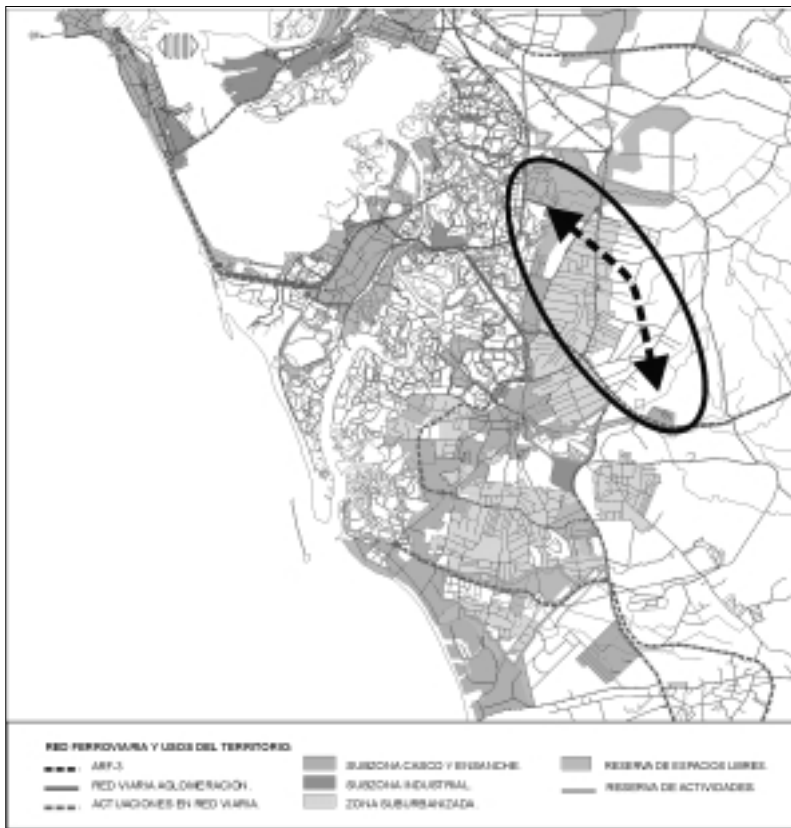 RED FERROVIARIA Y USOS DEL TERRITORIO:
ARF-3
RED VIARIA AGLOMERACIÓN.
ACTUACIONES EN RED VIARIA.
SUBZONA CASCO Y ENSANCHE.
SUBZONA INDUSTRIAL.
ZONA SUBURBANIZADA.
RESERVA DE ESPACIOS LIBRES.
RESERVA DE ACTIVIDADES.